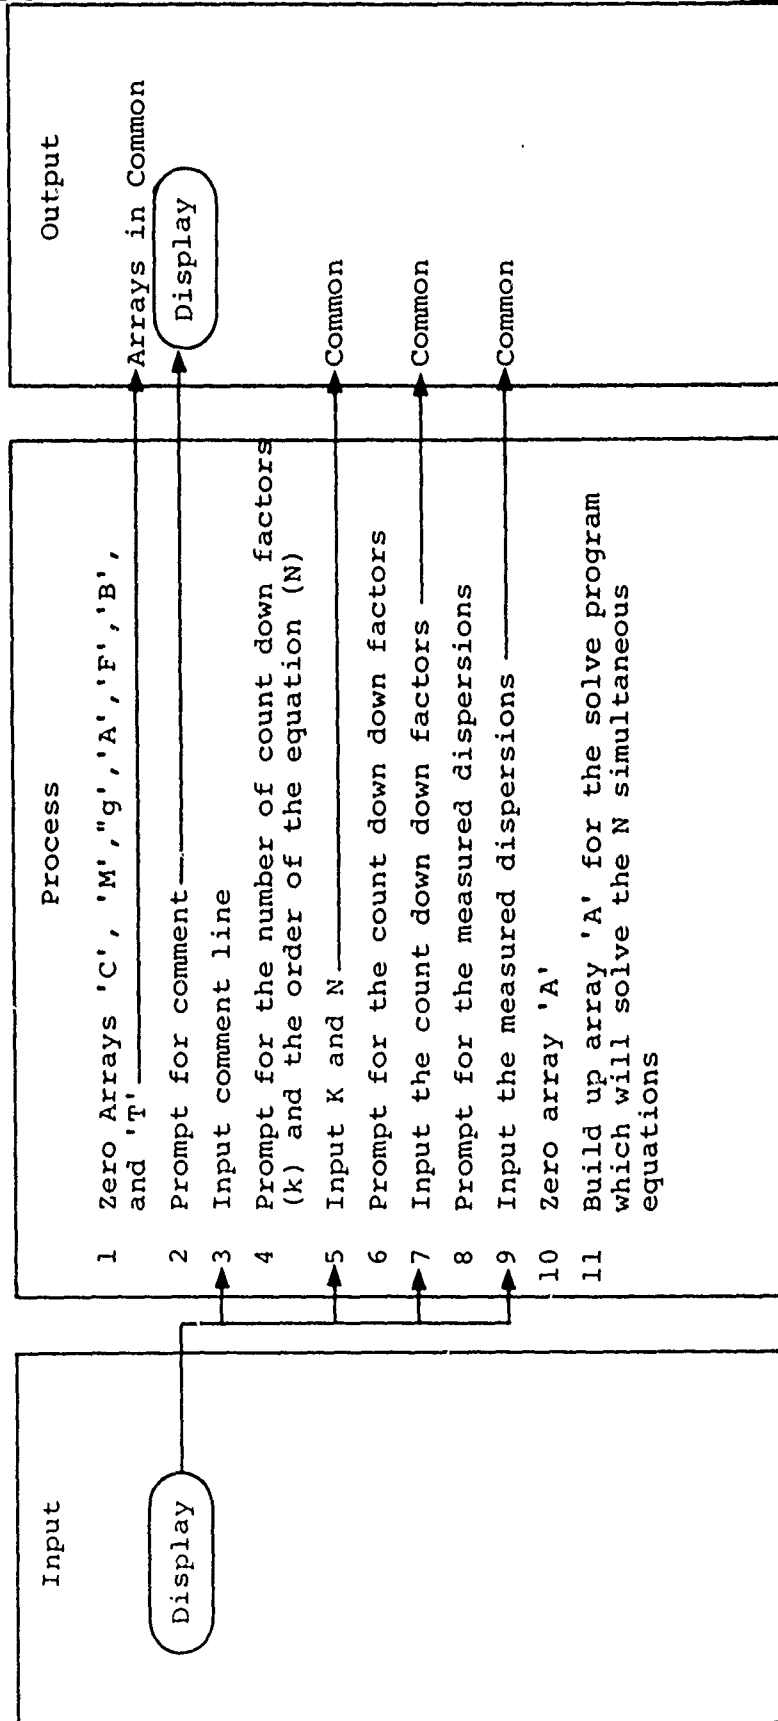 Input
Display
Process
1 Zero Arrays 'C', 'M',"g','A','F','B',
and 'T'
2 Prompt for comment
3 Input comment line
4 Prompt for the number of count down factors
(k) and the order of the equation (N)
5 Input K and N
6 Prompt for the count down down factors
7 Input the count down down factors
8 Prompt for the measured dispersions
9 Input the measured dispersions
10 Zero array 'A'
11 Build up array 'A' for the solve program
which will solve the N simultaneous
equations
Output
Arrays in Common
Display
Common
Common
Common